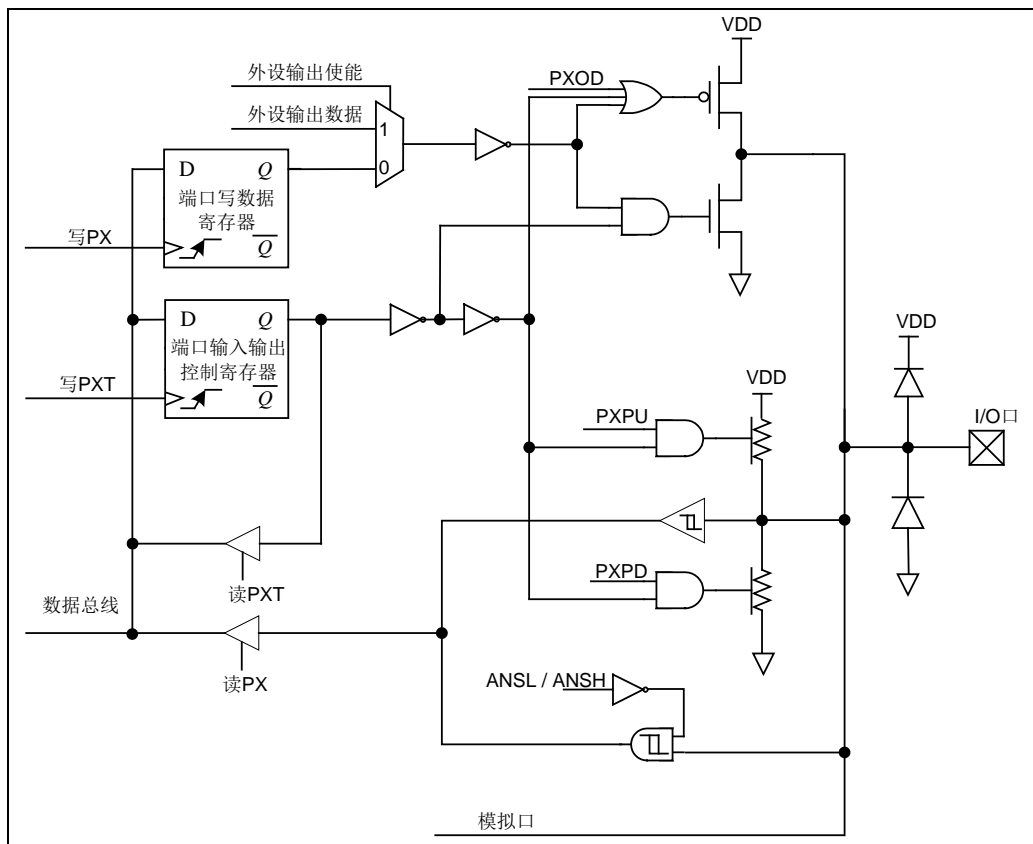 VDD
外设输出使能
PXOD
外设输出数据
1
0
D Q
端口写数据
寄存器
Q
写PX
D Q
端口输入输出
控制寄存器
Q
写PXT
VDD
VDD
I/O口
PXPU
读PXT
PXPD
数据总线
读PX
ANSL / ANSH
模拟口